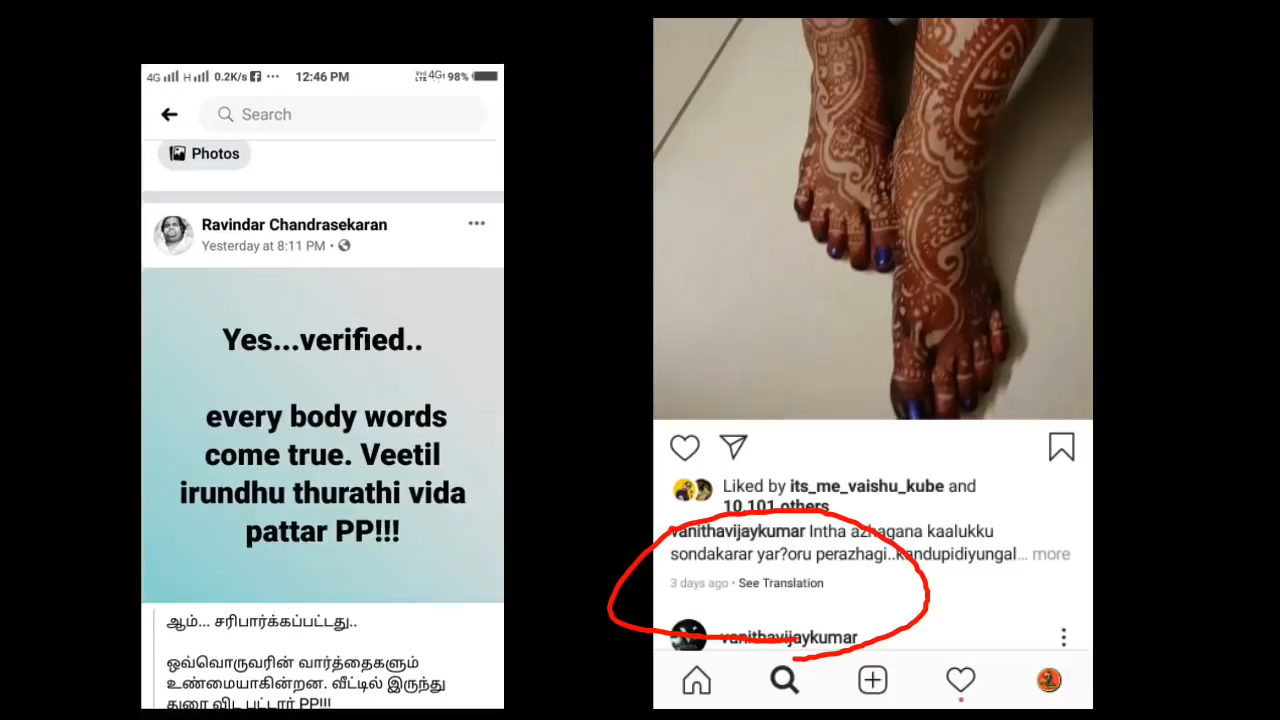 4G H 0.2K/s 12:46 PM VoLTE 4G 98%
Search
Photos
Ravindar Chandrasekaran
Yesterday at 8:11 PM
Yes...verified..
every body words
come true. Veetil
irundhu thurathi vida
pattar PP!!!
ஆம்... சரிபார்க்கப்பட்டது..
ஒவ்வொருவரின் வார்த்தைகளும்
உண்மையாகின்றன. வீட்டில் இருந்து
துரை விட பட்டார் PP!!!
Liked by its_me_vaishu_kube and
10,101 others
vanithavijaykumar Intha azhagana kaalukku
sondakarar yar?oru perazhagi..kandupidiyungal... more
3 days ago • See Translation
vanithavijaykumar